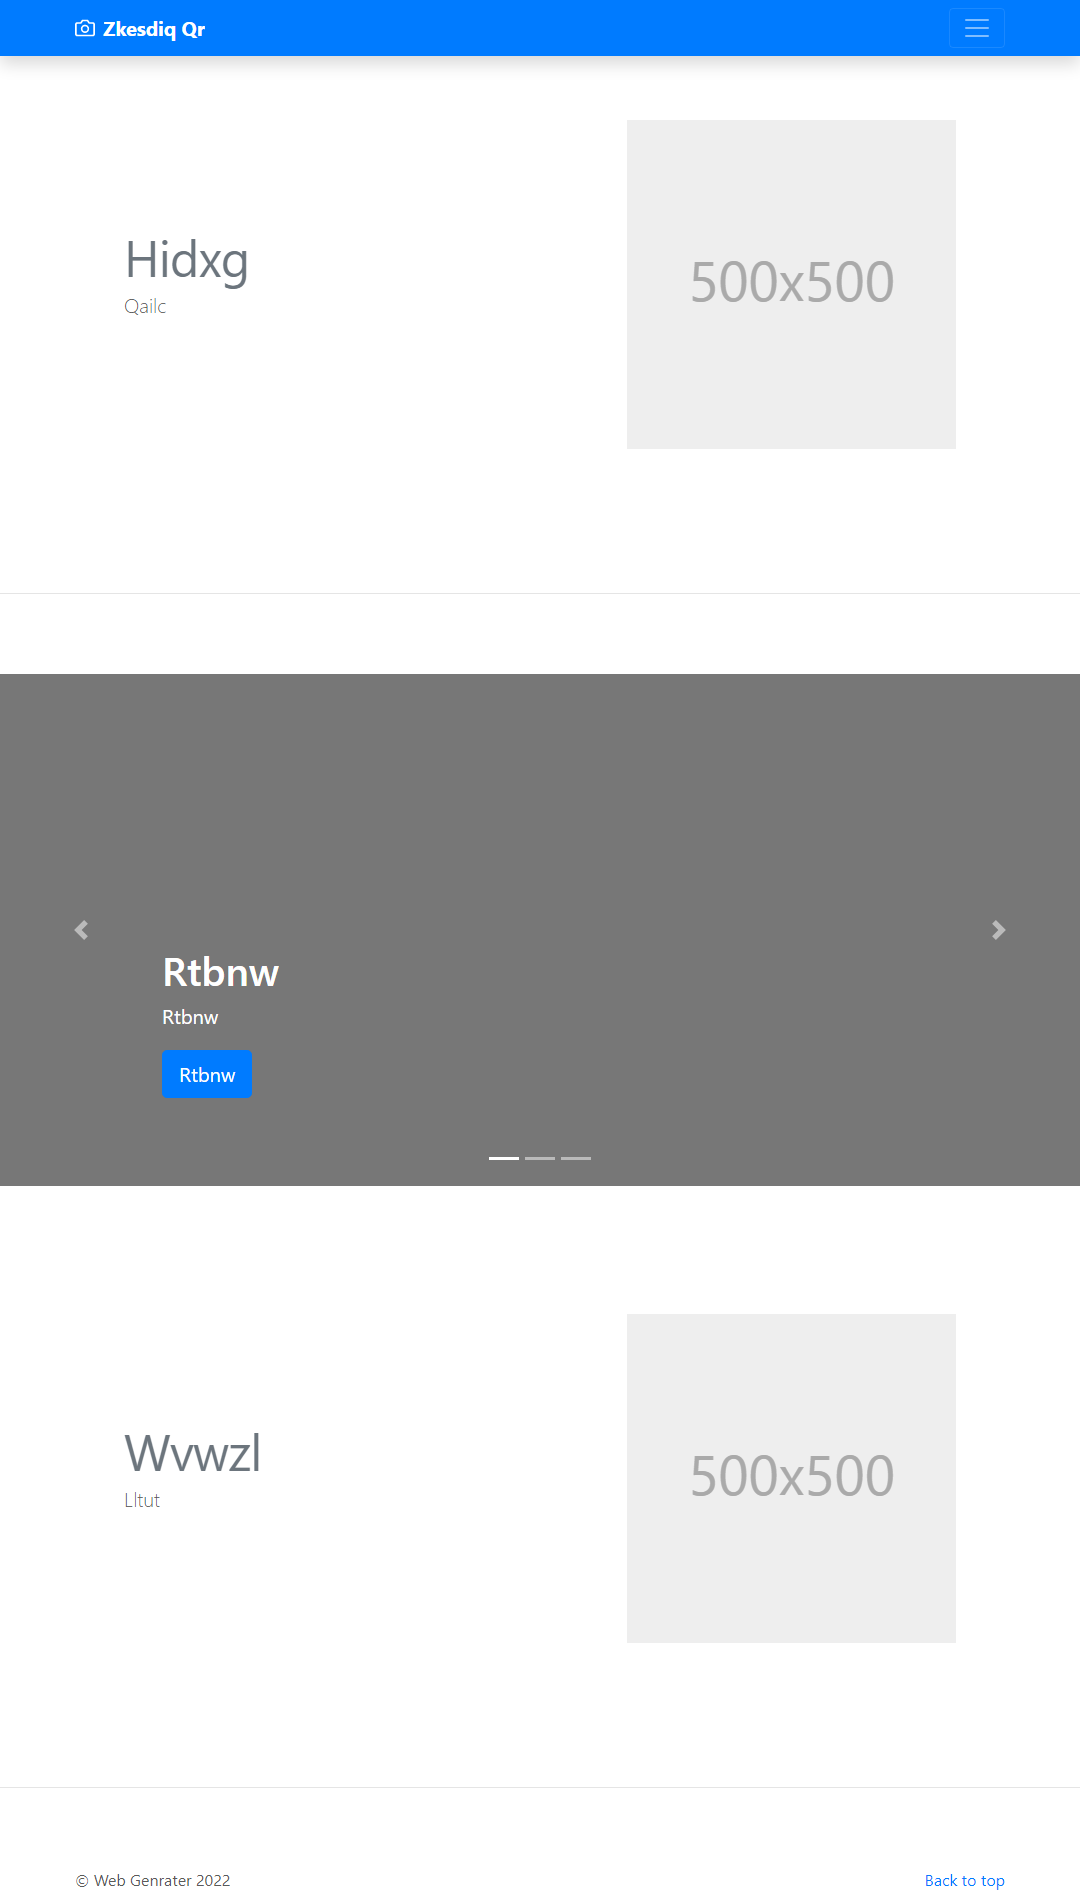 Zkesdiq Qr
Hidxg
Qailc
500x500
Rtbnw
Rtbnw
Rtbnw
Wvwzl
Lltut
500x500
© Web Genrater 2022
Back to top